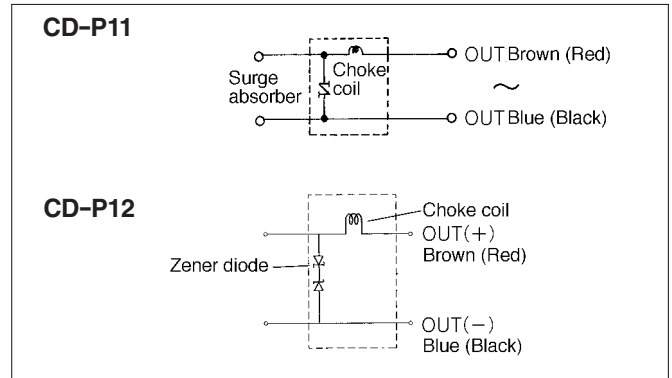 CD-P11
Choke
coil
Surge
absorber
OUT Brown (Red)
~
OUT Blue (Black)
CD-P12
Choke coil
OUT(+)
Brown (Red)
Zener diode
OUT(−)
Blue (Black)